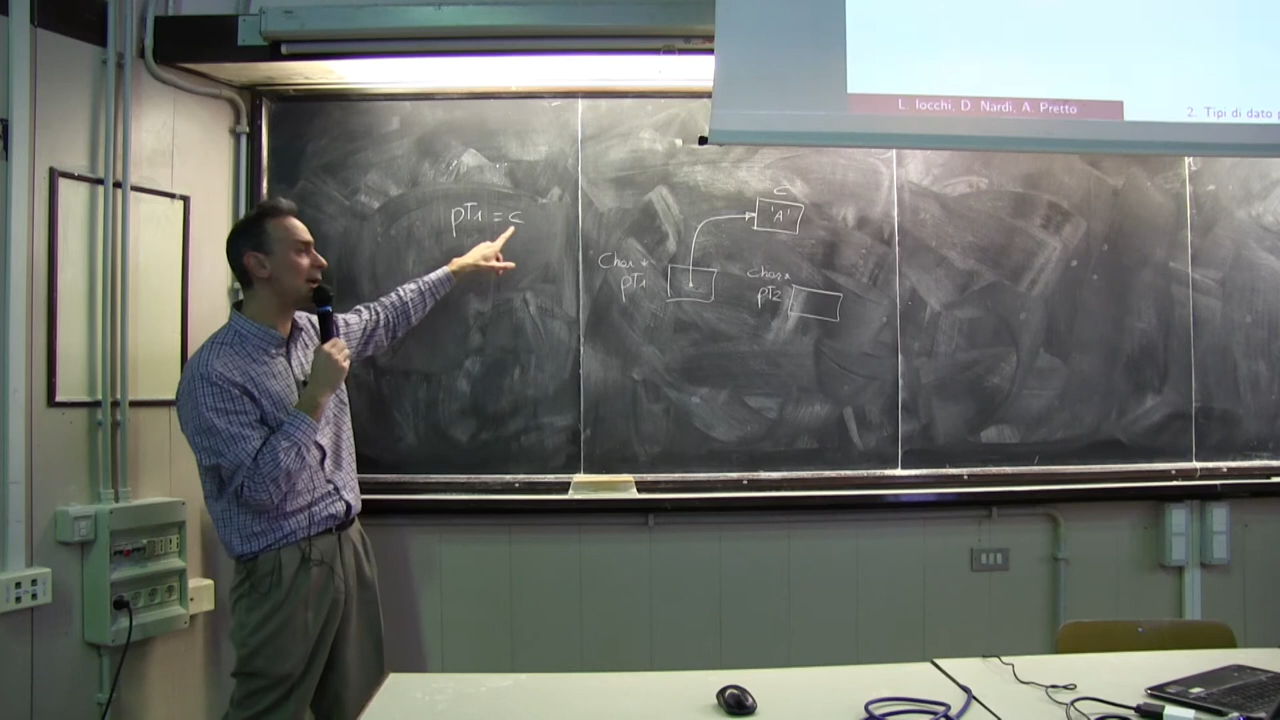 L. Iocchi, D. Nardi, A. Pretto
2. Tipi di dato p
pT1 = c
c
'A'
Char *
pT1
char *
pT2